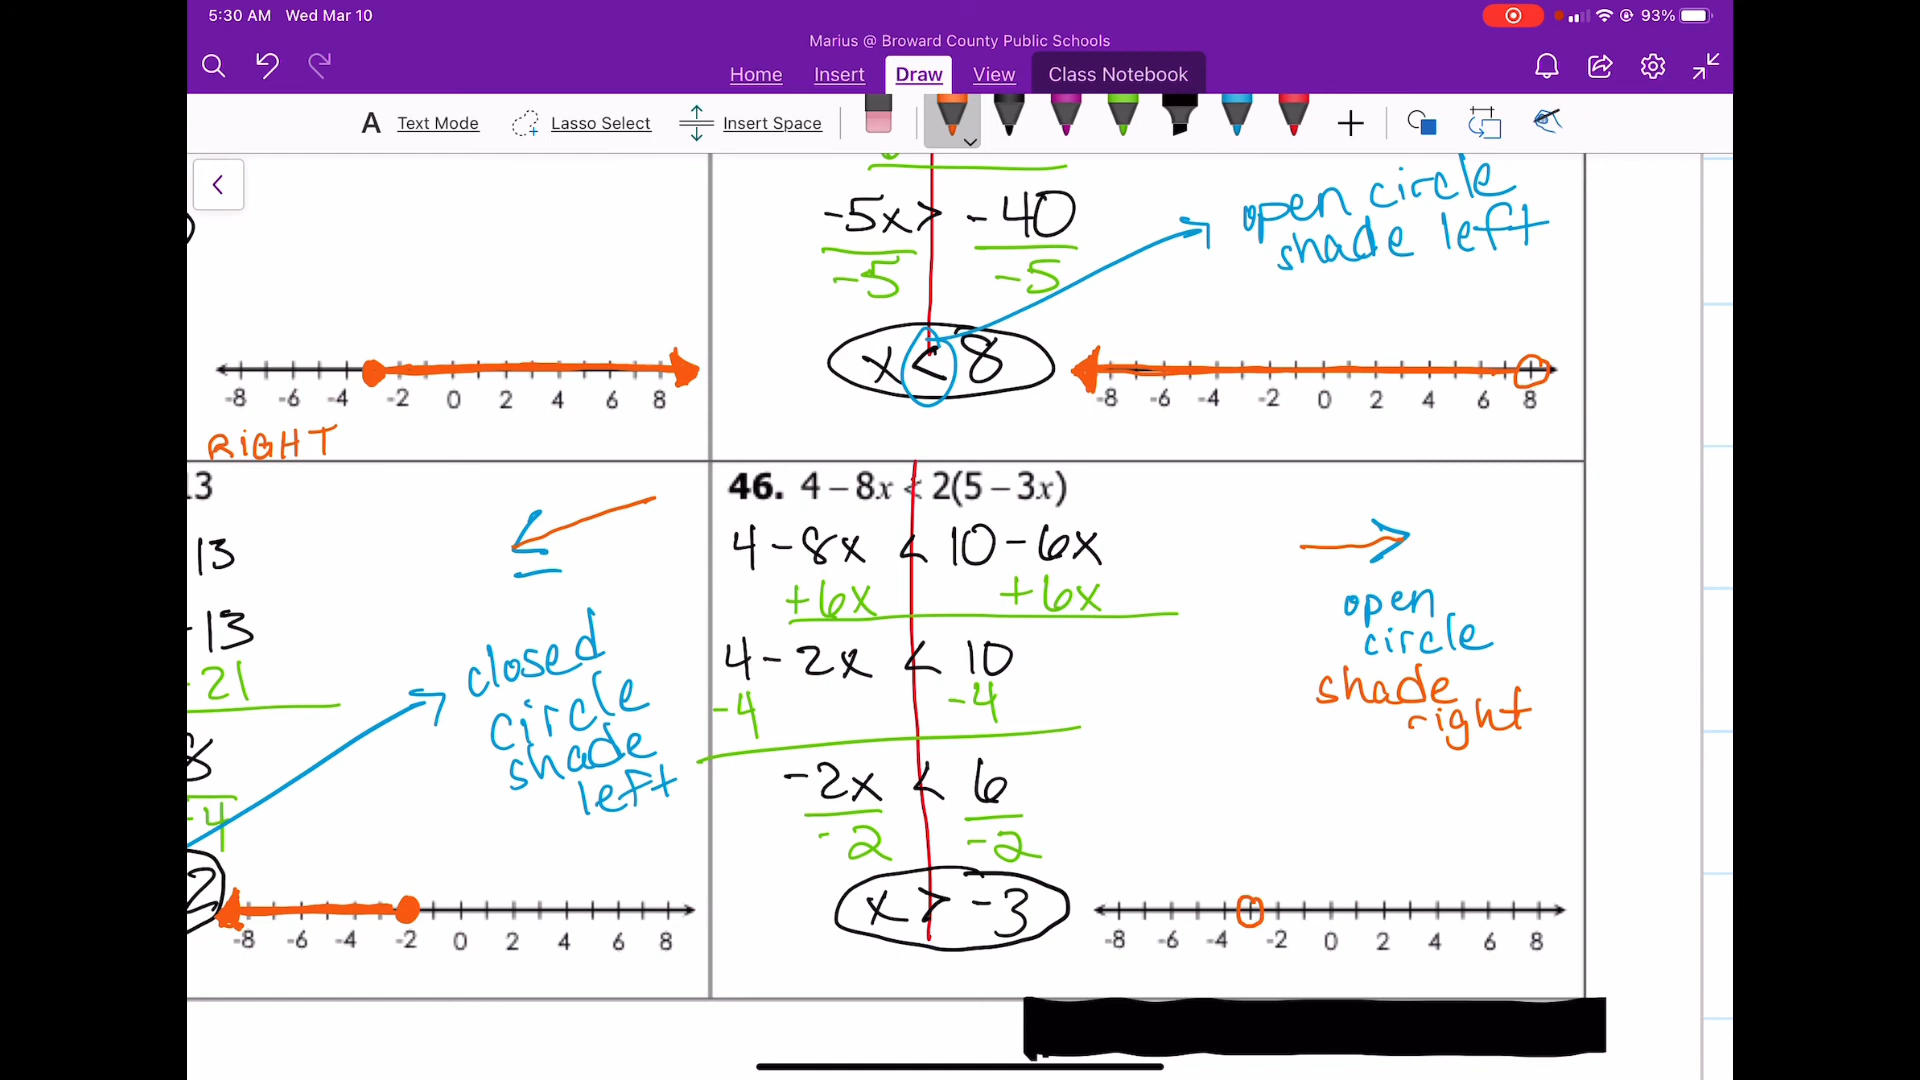 5:30 AM Wed Mar 10
93%
Marius @ Broward County Public Schools
Home Insert Draw View Class Notebook
A Text Mode Lasso Select Insert Space
-5x > -40
-5 -5
x < 8
open circle
shade left
-8 -6 -4 -2 0 2 4 6 8
RIGHT
-8 -6 -4 -2 0 2 4 6 8
13
13
-13
-21
8
-4
2
closed
circle
shade
left
-8 -6 -4 -2 0 2 4 6 8
46. 4 – 8x < 2(5 – 3x)
4 - 8x < 10 - 6x
+6x +6x
4 - 2x < 10
-4 -4
-2x < 6
-2 -2
x > -3
open
circle
shade
right
-8 -6 -4 -2 0 2 4 6 8